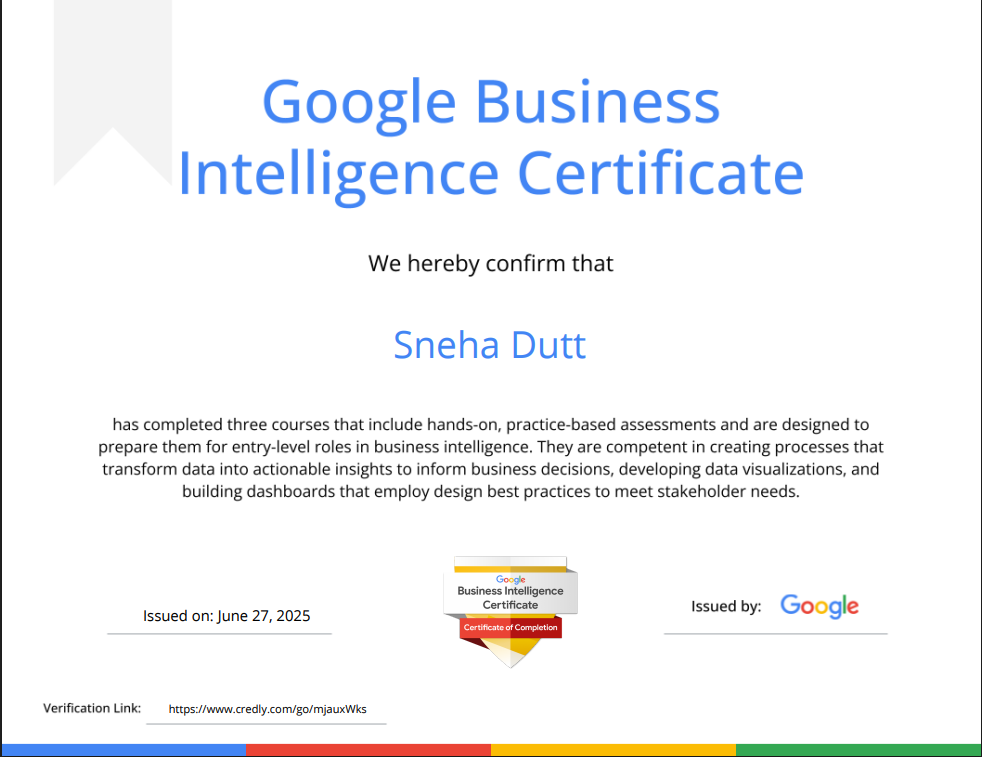 Google Business
Intelligence Certificate
We hereby confirm that
Sneha Dutt
has completed three courses that include hands-on, practice-based assessments and are designed to
prepare them for entry-level roles in business intelligence. They are competent in creating processes that
transform data into actionable insights to inform business decisions, developing data visualizations, and
building dashboards that employ design best practices to meet stakeholder needs.
Issued on: June 27, 2025
Google
Business Intelligence
Certificate
Certificate of Completion
Issued by: Google
Verification Link: https://www.credly.com/go/mjauxWks